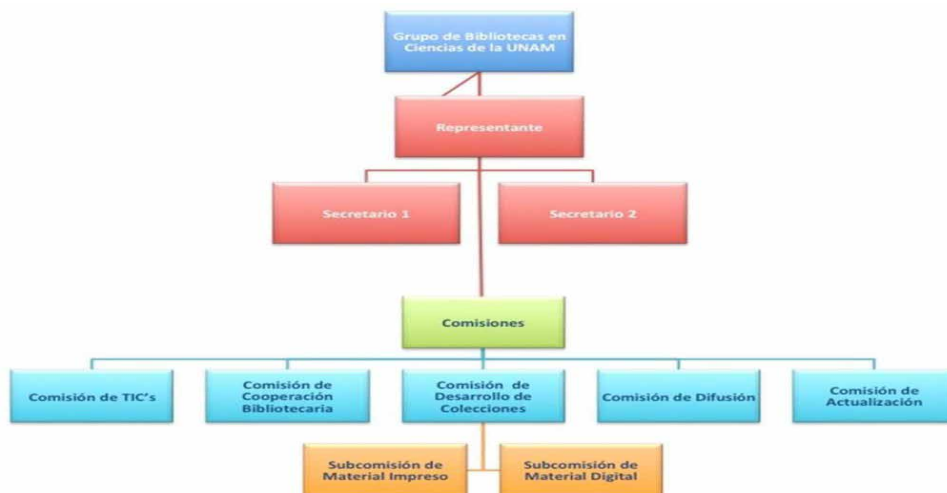 Grupo de Bibliotecas en
Ciencias de la UNAM
Representante
Secretario 1
Secretario 2
Comisiones
Comisión de TIC's
Comisión de
Cooperación
Bibliotecaria
Comisión de
Desarrollo de
Colecciones
Comisión de Difusión
Comisión de
Actualización
Subcomisión de
Material Impreso
Subcomisión de
Material Digital